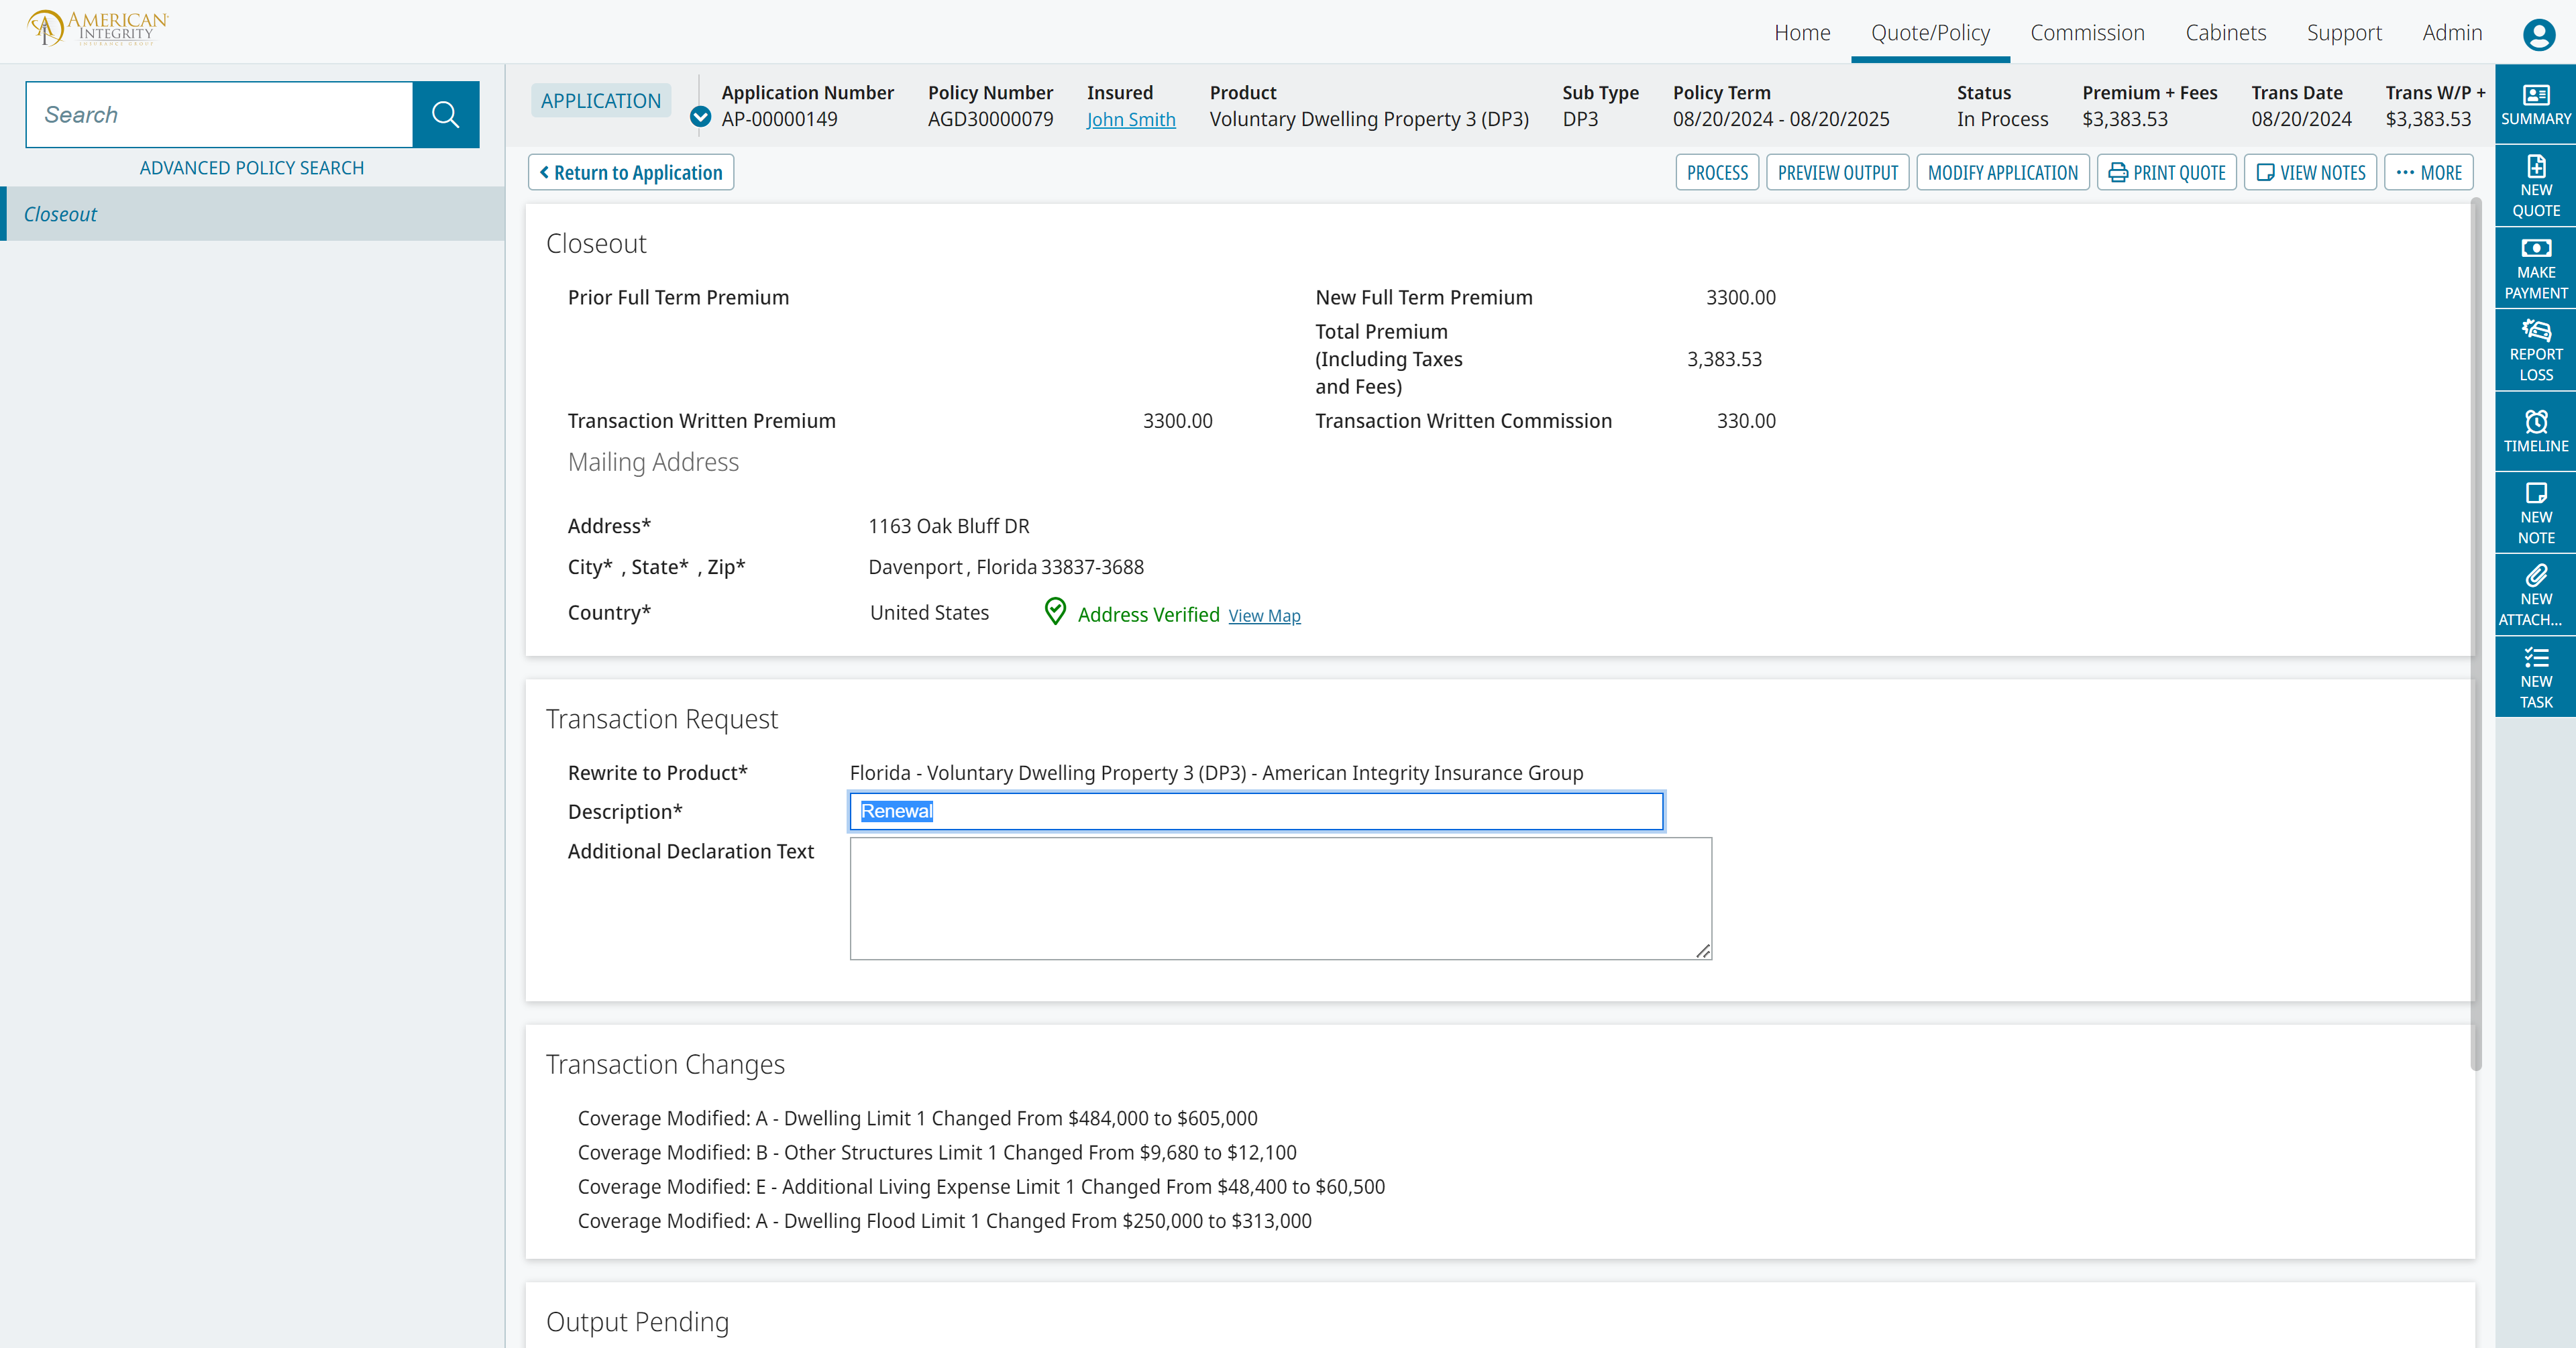 AMERICAN
INTEGRITY
INSURANCE GROUP
Home
Quote/Policy
Commission
Cabinets
Support
Admin
Search
ADVANCED POLICY SEARCH
Closeout
APPLICATION
Application Number
AP-00000149
Policy Number
AGD30000079
Insured
John Smith
Product
Voluntary Dwelling Property 3 (DP3)
Sub Type
DP3
Policy Term
08/20/2024 - 08/20/2025
Status
In Process
Premium + Fees
$3,383.53
Trans Date
08/20/2024
Trans W/P +
$3,383.53
Return to Application
PROCESS
PREVIEW OUTPUT
MODIFY APPLICATION
PRINT QUOTE
VIEW NOTES
MORE
SUMMARY
NEW
QUOTE
MAKE
PAYMENT
REPORT
LOSS
TIMELINE
NEW
NOTE
NEW
ATTACH...
NEW
TASK
Closeout
Prior Full Term Premium
New Full Term Premium 3300.00
Total Premium
(Including Taxes 3,383.53
and Fees)
Transaction Written Premium 3300.00
Transaction Written Commission 330.00
Mailing Address
Address* 1163 Oak Bluff DR
City* , State* , Zip* Davenport , Florida 33837-3688
Country* United States Address Verified View Map
Transaction Request
Rewrite to Product* Florida - Voluntary Dwelling Property 3 (DP3) - American Integrity Insurance Group
Description* Renewal
Additional Declaration Text
Transaction Changes
Coverage Modified: A - Dwelling Limit 1 Changed From $484,000 to $605,000
Coverage Modified: B - Other Structures Limit 1 Changed From $9,680 to $12,100
Coverage Modified: E - Additional Living Expense Limit 1 Changed From $48,400 to $60,500
Coverage Modified: A - Dwelling Flood Limit 1 Changed From $250,000 to $313,000
Output Pending